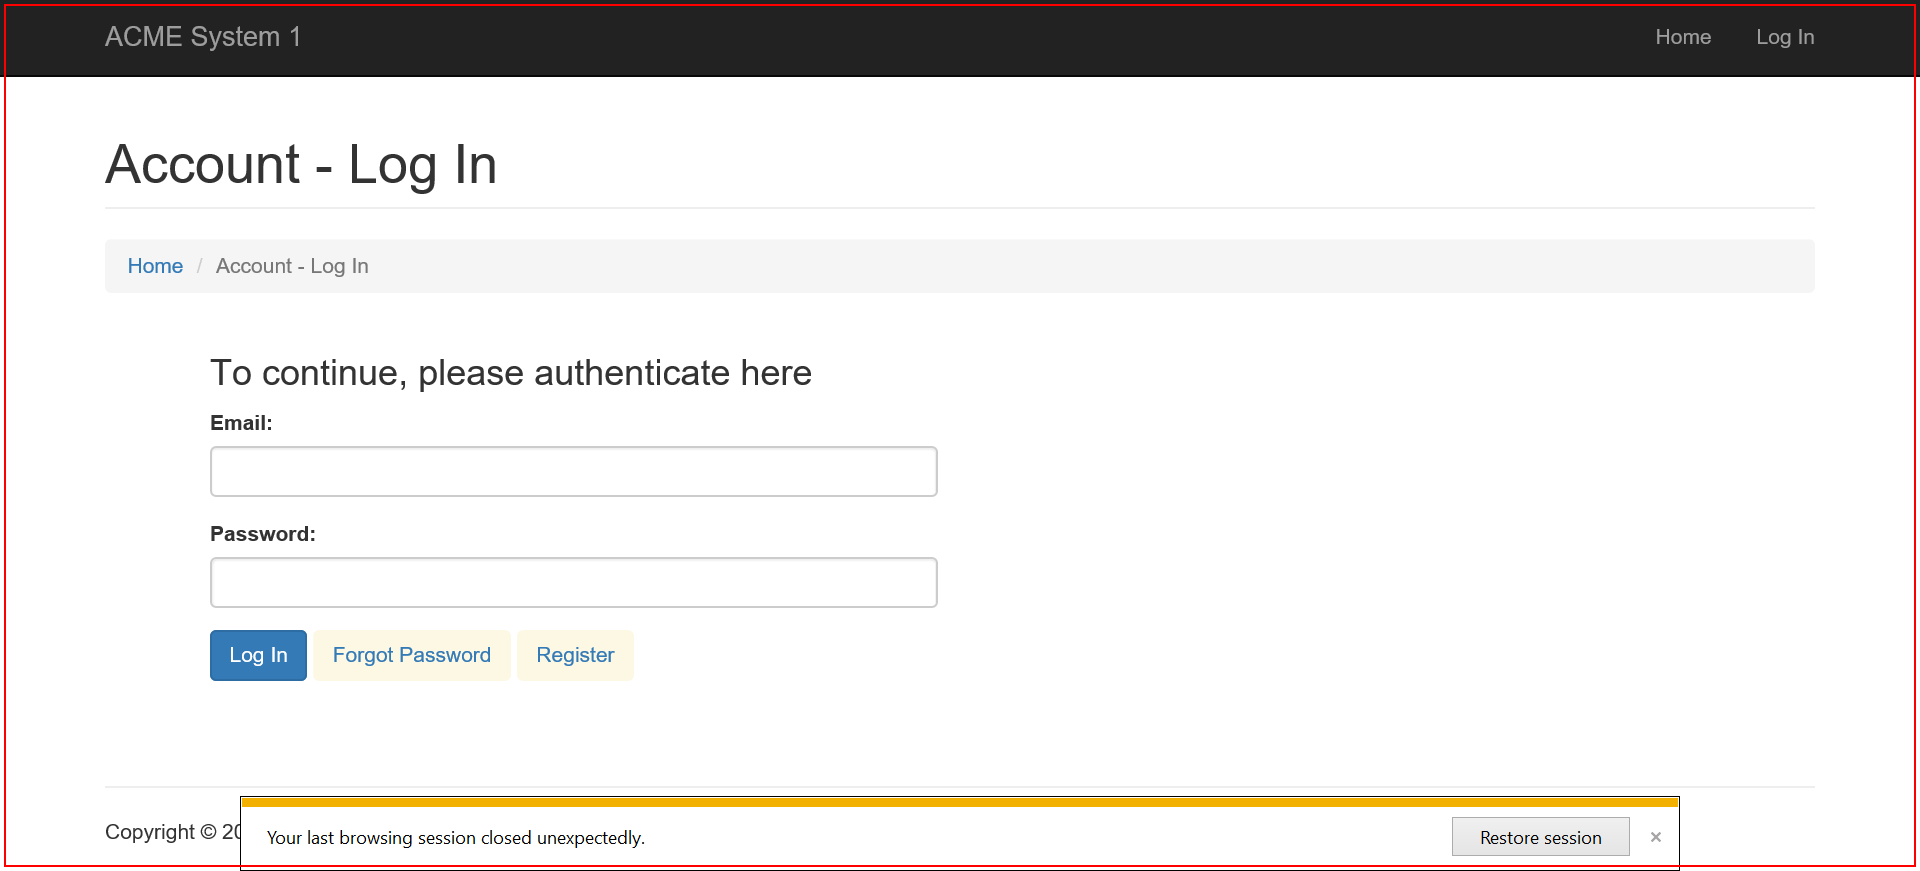 ACME System 1 Home Log In
Account - Log In
Home / Account - Log In
To continue, please authenticate here
Email:
Password:
Log In Forgot Password Register
Copyright ©
Your last browsing session closed unexpectedly. Restore session ×